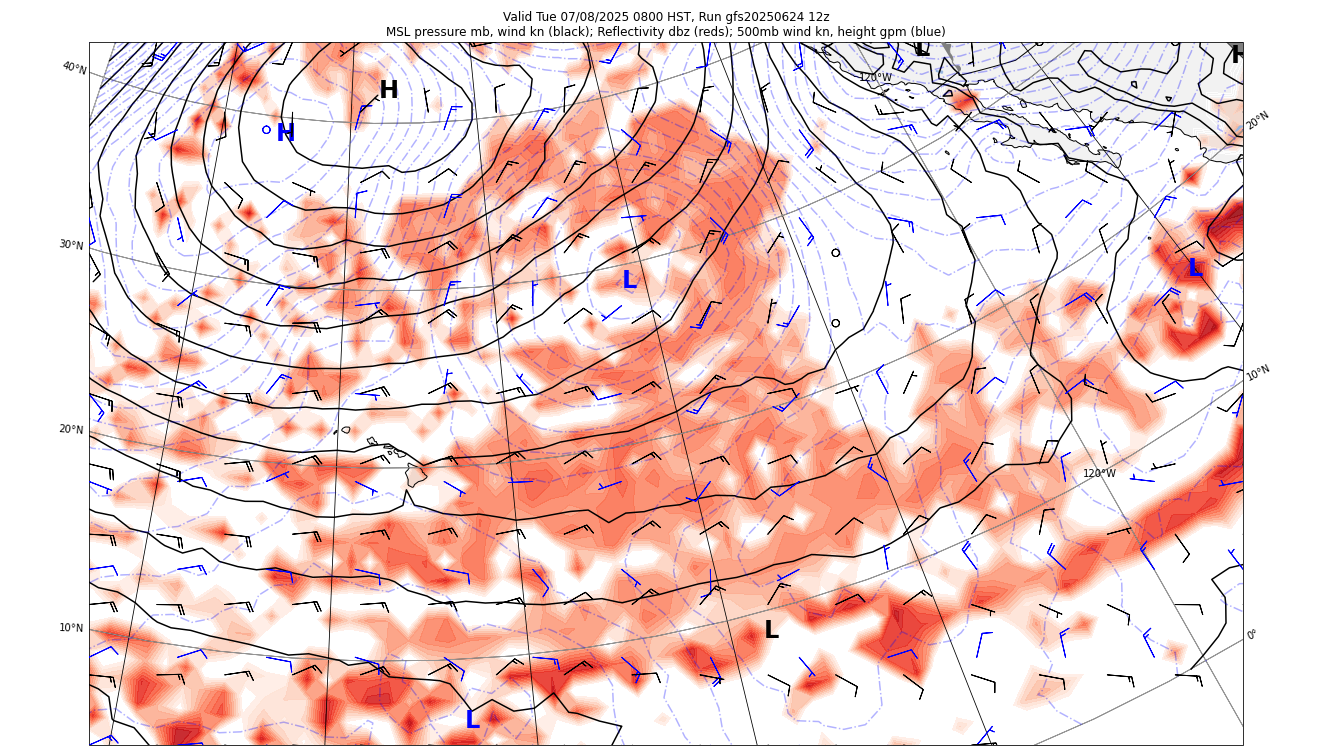 Valid Tue 07/08/2025 0800 HST, Run gfs20250624 12z
MSL pressure mb, wind kn (black); Reflectivity dbz (reds); 500mb wind kn, height gpm (blue)
L
H
40°N
120°W
H
20°N
H
30°N
L
L
10°N
20°N
120°W
10°N
L
0°
L